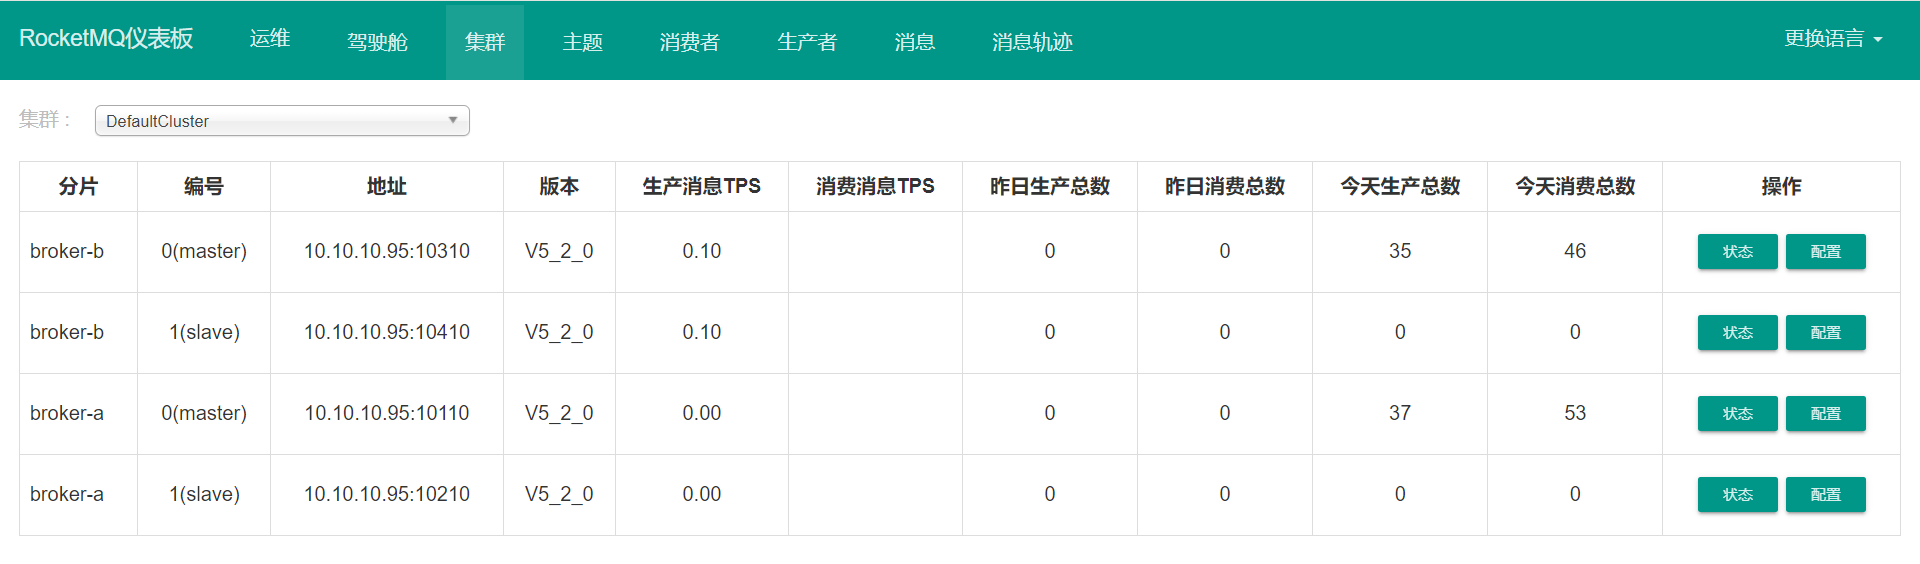 RocketMQ仪表板 运维 驾驶舱 集群 主题 消费者 生产者 消息 消息轨迹 更换语言
集群： DefaultCluster
分片 编号 地址 版本 生产消息TPS 消费消息TPS 昨日生产总数 昨日消费总数 今天生产总数 今天消费总数 操作
broker-b 0(master) 10.10.10.95:10310 V5_2_0 0.10 0 0 35 46 状态 配置
broker-b 1(slave) 10.10.10.95:10410 V5_2_0 0.10 0 0 0 0 状态 配置
broker-a 0(master) 10.10.10.95:10110 V5_2_0 0.00 0 0 37 53 状态 配置
broker-a 1(slave) 10.10.10.95:10210 V5_2_0 0.00 0 0 0 0 状态 配置